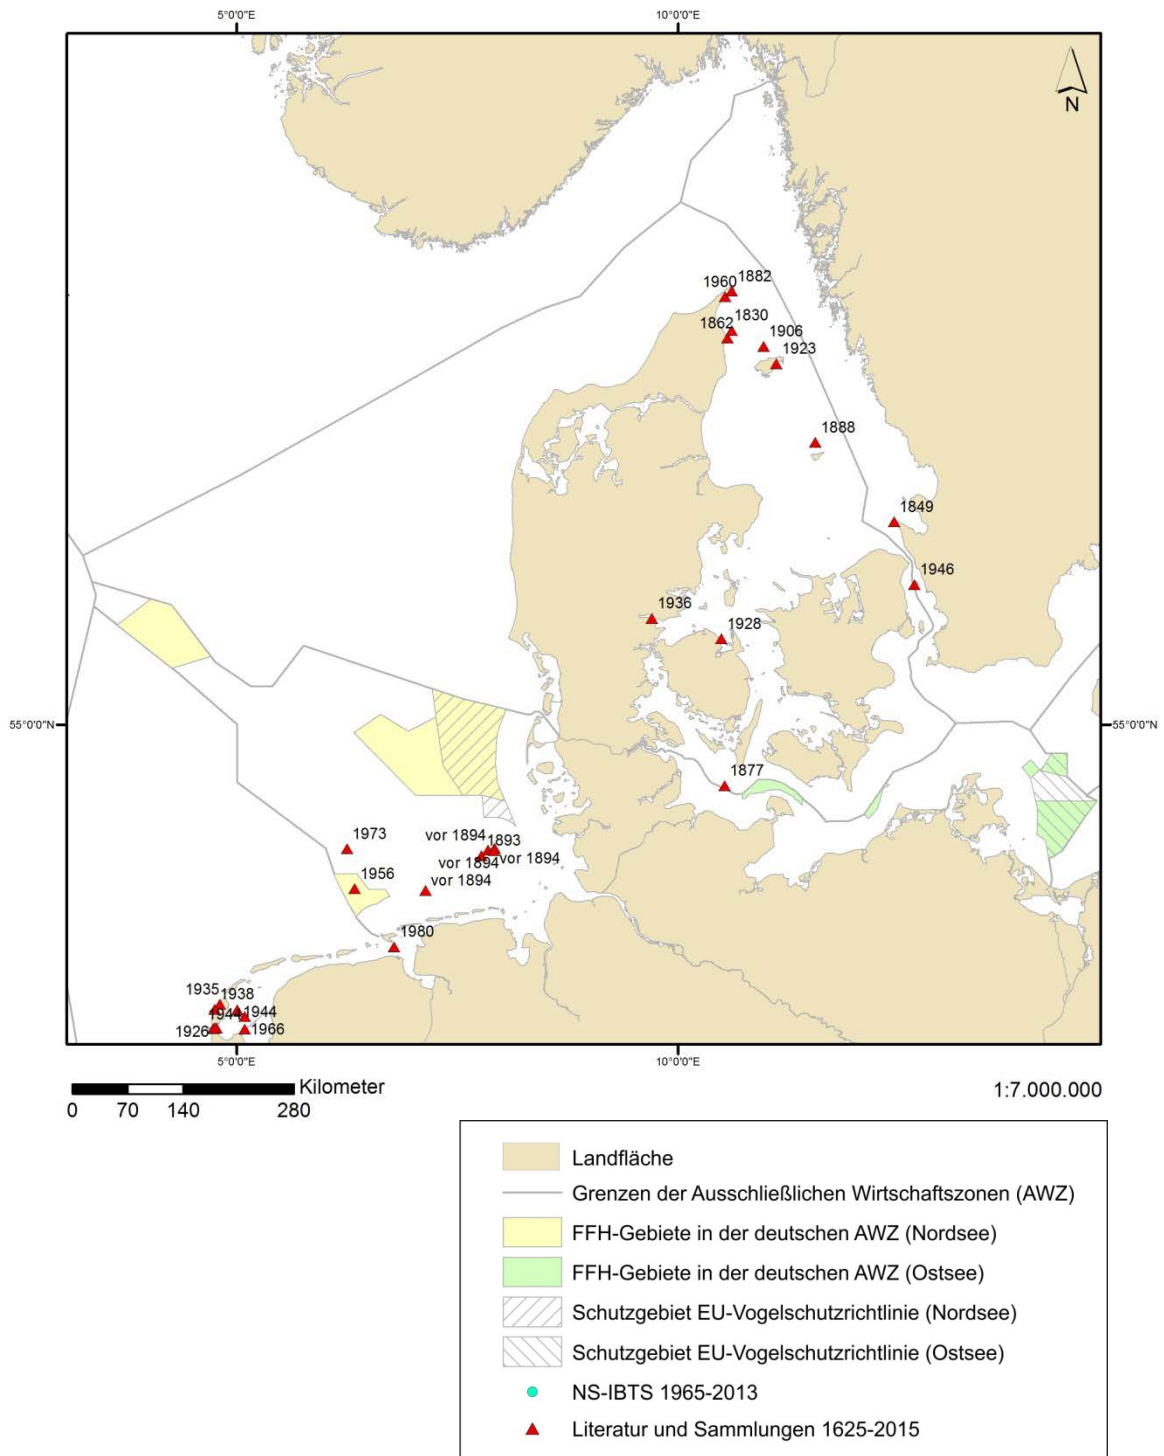 5°0'0"E
10°0'0"E
N
1960
1882
1862
1830
1906
1923
1888
1849
1946
1936
1928
55°0'0"N
55°0'0"N
1877
1973
vor 1894
1893
vor 1894
vor 1894
1956
vor 1894
1980
1935
1938
1944
1944
1926
1966
5°0'0"E
10°0'0"E
Kilometer
0 70 140 280
1:7.000.000
Landfläche
Grenzen der Ausschließlichen Wirtschaftszonen (AWZ)
FFH-Gebiete in der deutschen AWZ (Nordsee)
FFH-Gebiete in der deutschen AWZ (Ostsee)
Schutzgebiet EU-Vogelschutzrichtlinie (Nordsee)
Schutzgebiet EU-Vogelschutzrichtlinie (Ostsee)
NS-IBTS 1965-2013
Literatur und Sammlungen 1625-2015